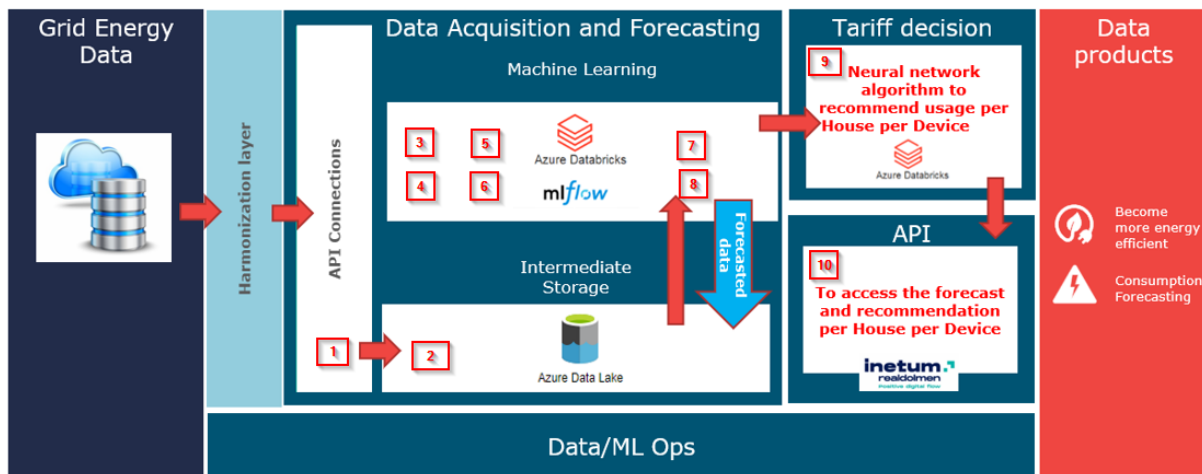 Grid Energy
Data
Harmonization layer
API Connections
1
Data Acquisition and Forecasting
Machine Learning
3
5
4
6
Azure Databricks
mlflow
7
8
Forecasted
data
Intermediate
Storage
2
Azure Data Lake
Tariff decision
9
Neural network
algorithm to
recommend usage per
House per Device
Azure Databricks
API
10
To access the forecast
and recommendation
per House per Device
inetum.
realdolmen
Positive digital flow
Data
products
Become
more energy
efficient
Consumption
Forecasting
Data/ML Ops